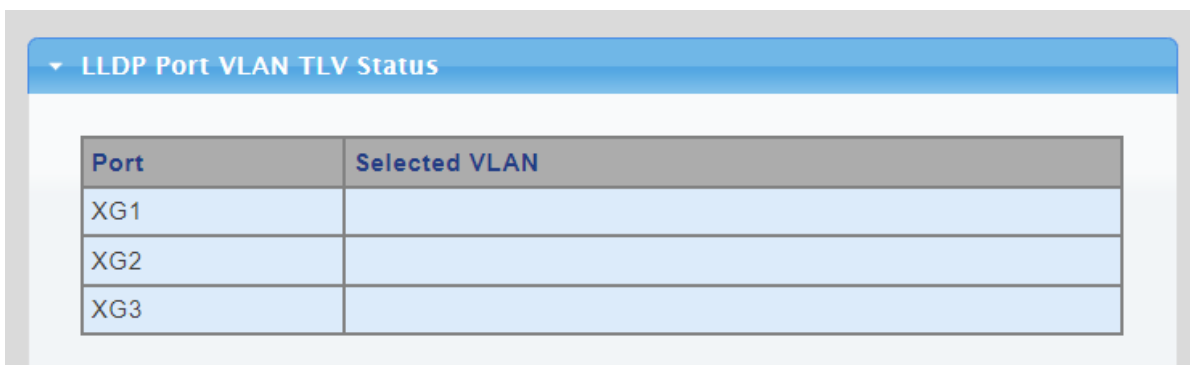 LLDP Port VLAN TLV Status
Port Selected VLAN
XG1
XG2
XG3